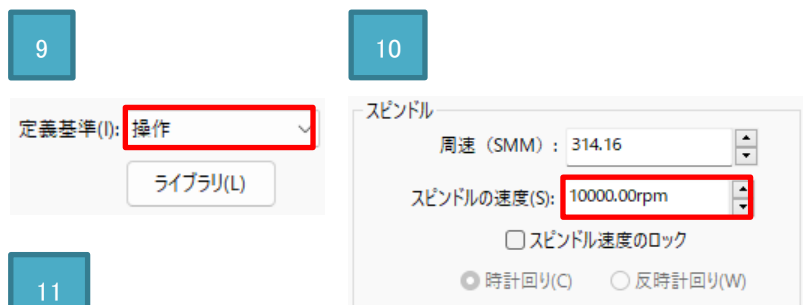 9
定義基準(I): 操作
ライブラリ(L)
10
スピンドル
周速（SMM）: 314.16
スピンドルの速度(S): 10000.00rpm
スピンドル速度のロック
時計回り(C) 反時計回り(W)
11